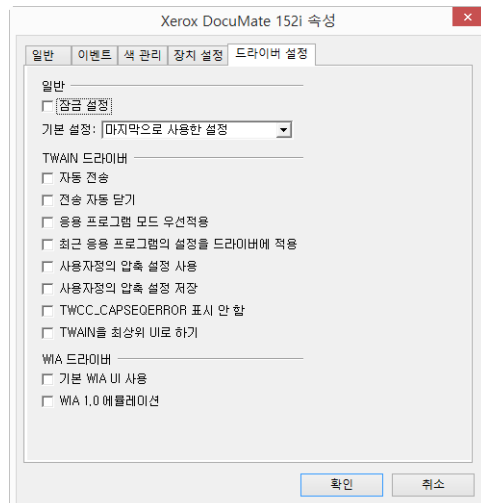 Xerox DocuMate 152i 속성
일반 이벤트 색 관리 장치 설정 드라이버 설정
일반
잠금 설정
기본 설정: 마지막으로 사용한 설정
TWAIN 드라이버
자동 전송
전송 자동 닫기
응용 프로그램 모드 우선적용
최근 응용 프로그램의 설정을 드라이버에 적용
사용자정의 압축 설정 사용
사용자정의 압축 설정 저장
TWCC_CAPSEQERROR 표시 안 함
TWAIN을 최상위 UI로 하기
WIA 드라이버
기본 WIA UI 사용
WIA 1.0 에뮬레이션
확인 취소